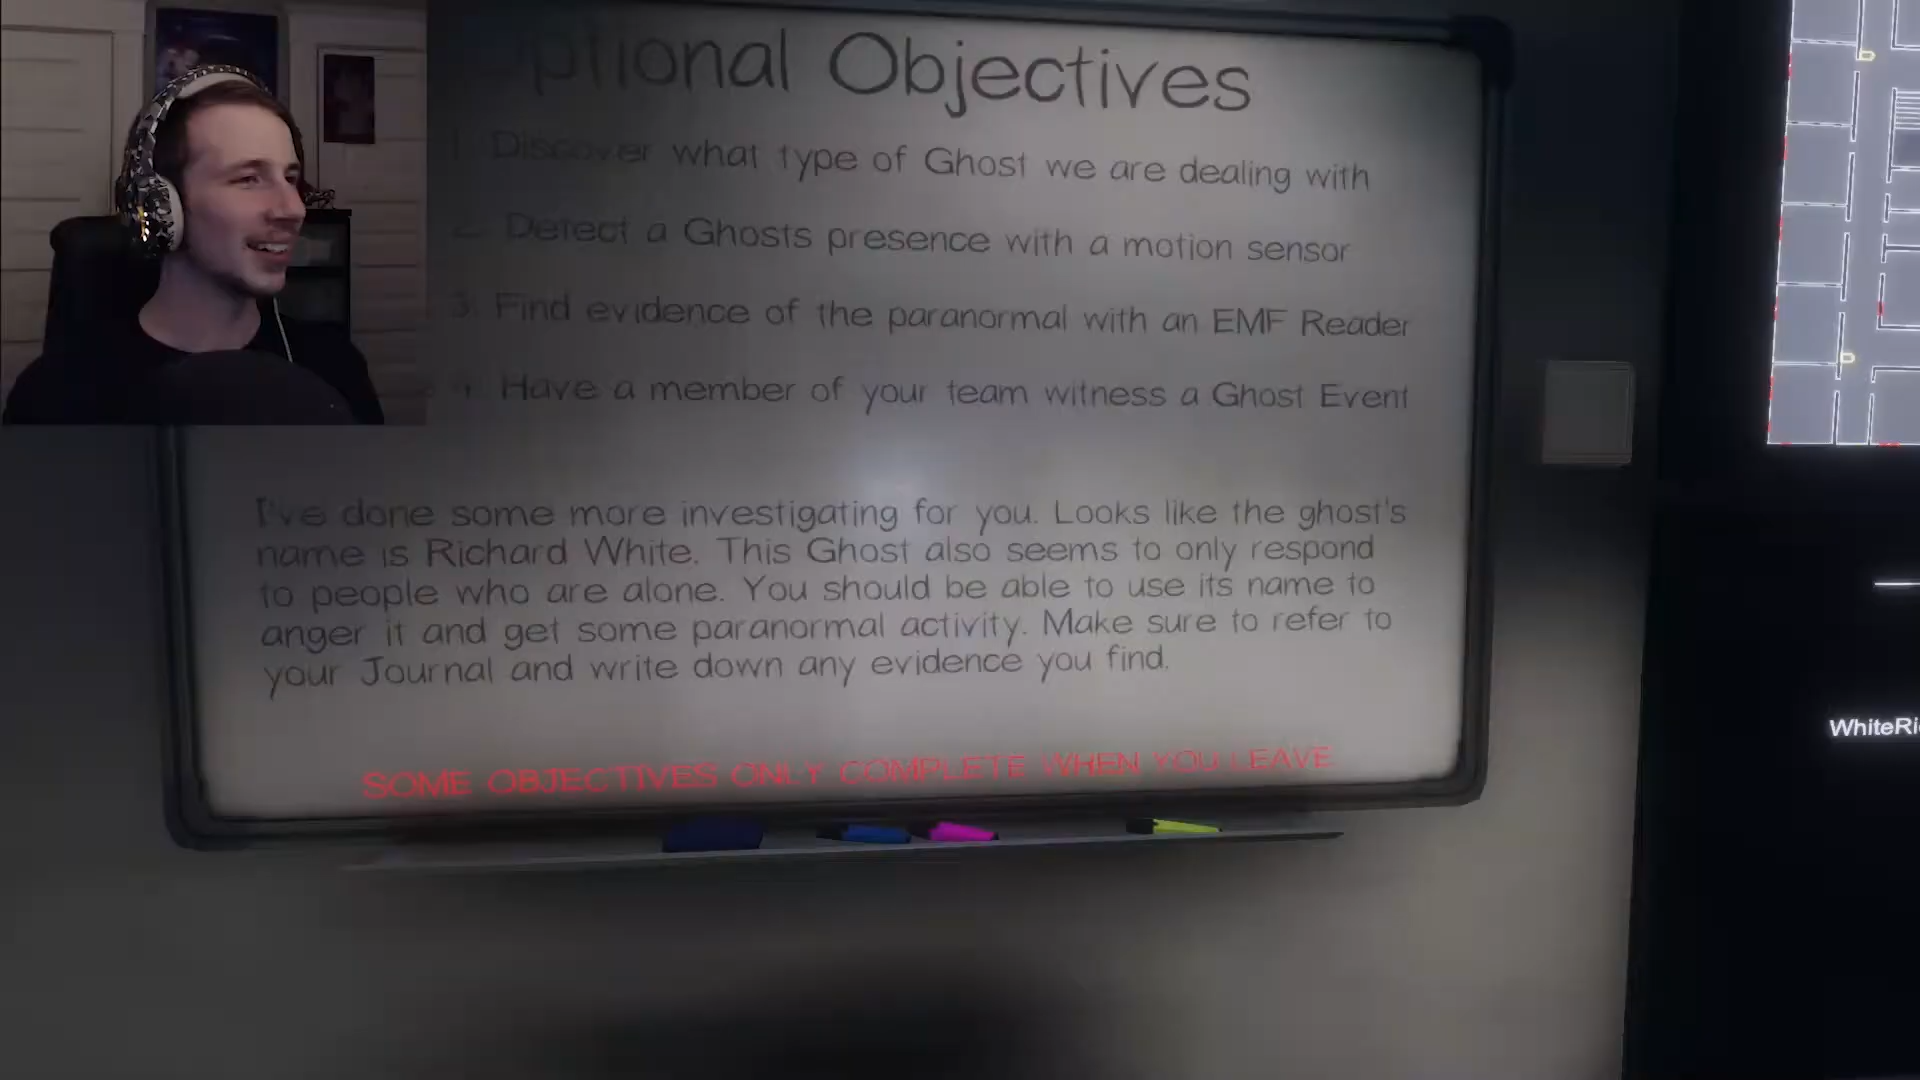 ptional Objectives
1. Discover what type of Ghost we are dealing with
2. Detect a Ghosts presence with a motion sensor
3. Find evidence of the paranormal with an EMF Reader
4. Have a member of your team witness a Ghost Event
I've done some more investigating for you. Looks like the ghost's
name is Richard White. This Ghost also seems to only respond
to people who are alone. You should be able to use its name to
anger it and get some paranormal activity. Make sure to refer to
your Journal and write down any evidence you find.
SOME OBJECTIVES ONLY COMPLETE WHEN YOU LEAVE
WhiteRi